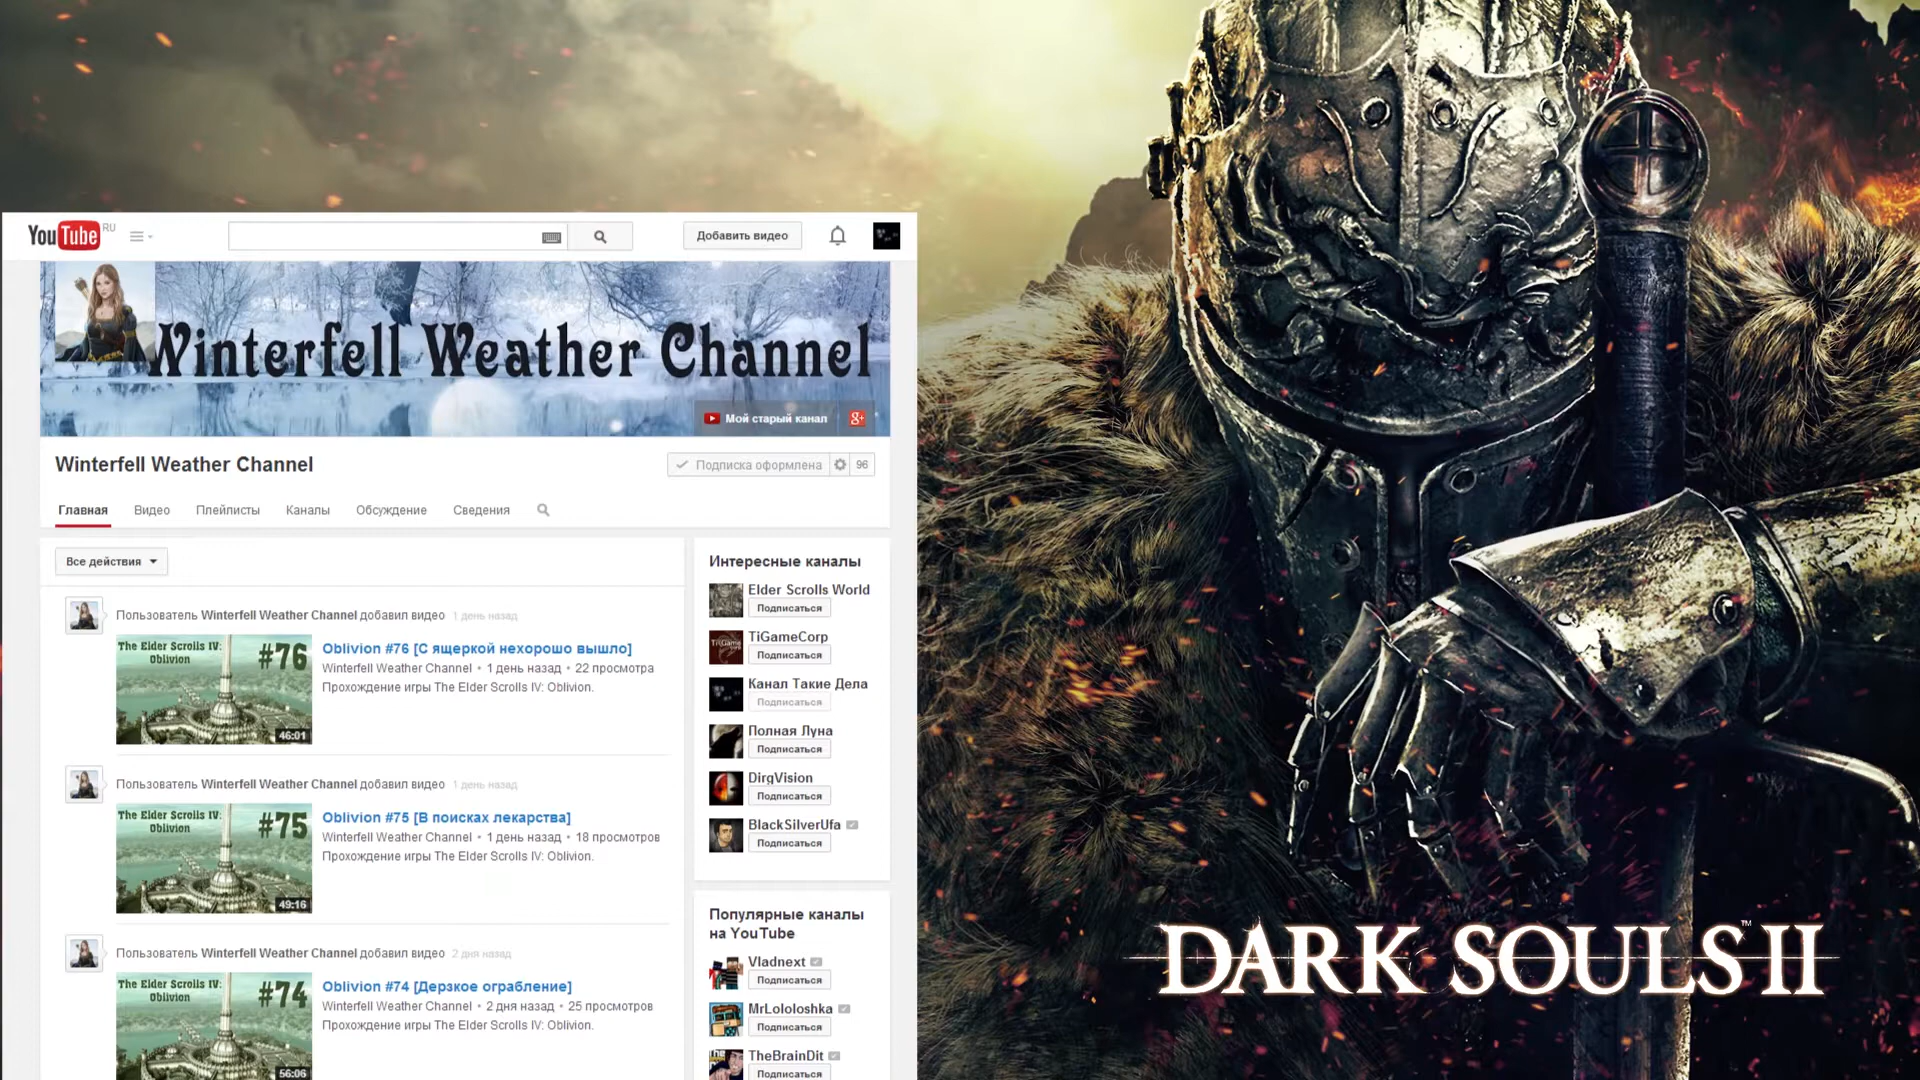 YouTube RU
Добавить видео
Winterfell Weather Channel
Мой старый канал g+
Winterfell Weather Channel
Подписка оформлена 96
Главная Видео Плейлисты Каналы Обсуждение Сведения
Все действия
Пользователь Winterfell Weather Channel добавил видео 1 день назад
The Elder Scrolls IV:
Oblivion
#76
46:01
Oblivion #76 [С ящеркой нехорошо вышло]
Winterfell Weather Channel • 1 день назад • 22 просмотра
Прохождение игры The Elder Scrolls IV: Oblivion.
Пользователь Winterfell Weather Channel добавил видео 1 день назад
The Elder Scrolls IV:
Oblivion
#75
49:16
Oblivion #75 [В поисках лекарства]
Winterfell Weather Channel • 1 день назад • 18 просмотров
Прохождение игры The Elder Scrolls IV: Oblivion.
Пользователь Winterfell Weather Channel добавил видео 2 дня назад
The Elder Scrolls IV:
Oblivion
#74
56:06
Oblivion #74 [Дерзкое ограбление]
Winterfell Weather Channel • 2 дня назад • 25 просмотров
Прохождение игры The Elder Scrolls IV: Oblivion.
Интересные каналы
Elder Scrolls World
Подписаться
TiGameCorp
Подписаться
Канал Такие Дела
Подписаться
Полная Луна
Подписаться
DirgVision
Подписаться
BlackSilverUfa
Подписаться
Популярные каналы
на YouTube
Vladnext
Подписаться
MrLololoshka
Подписаться
TheBrainDit
Подписаться
DARK SOULS™ II